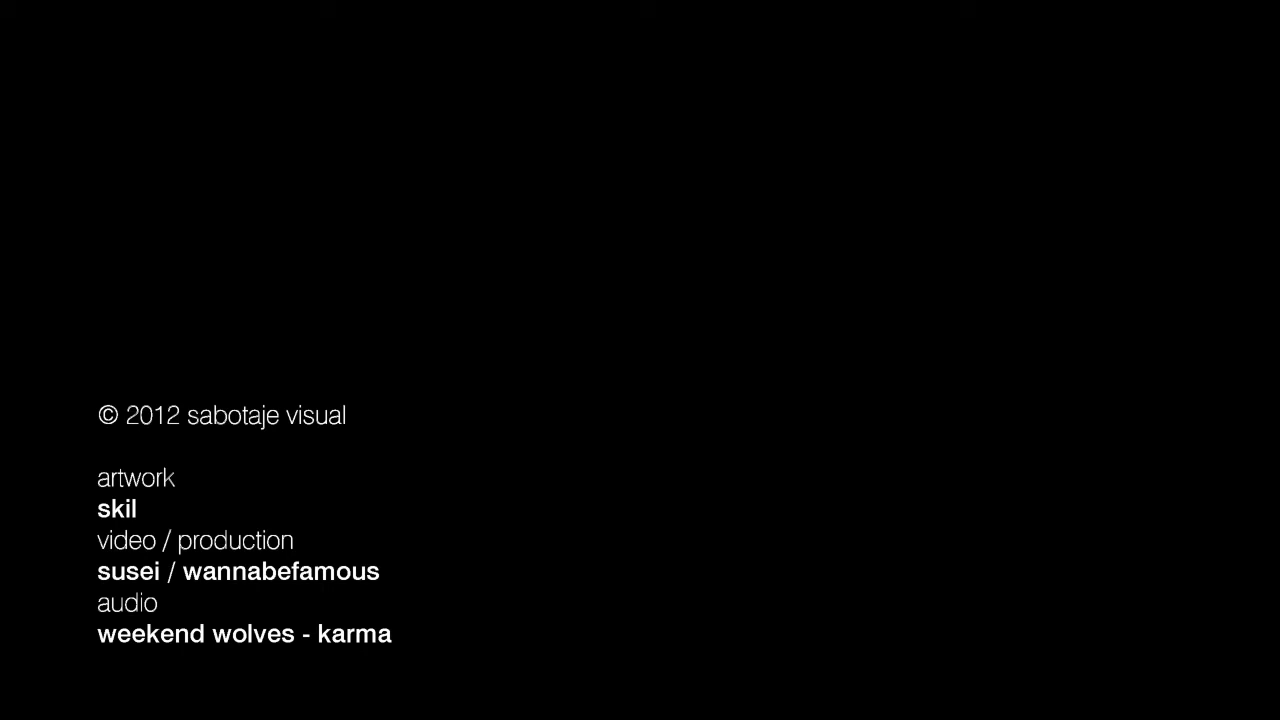 © 2012 sabotaje visual
artwork
skil
video / production
susei / wannabefamous
audio
weekend wolves - karma